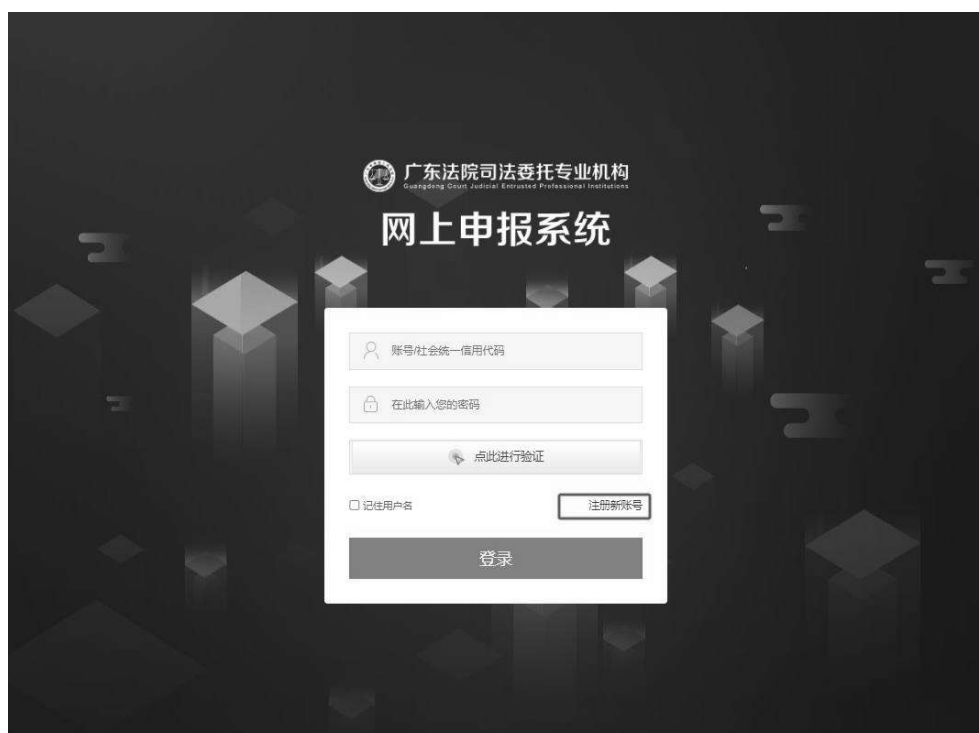 广东法院司法委托专业机构
Guangdong Court Judicial Entrusted Professional Institutions
网上申报系统
账号/社会统一信用代码
在此输入您的密码
点此进行验证
记住用户名
注册新账号
登录